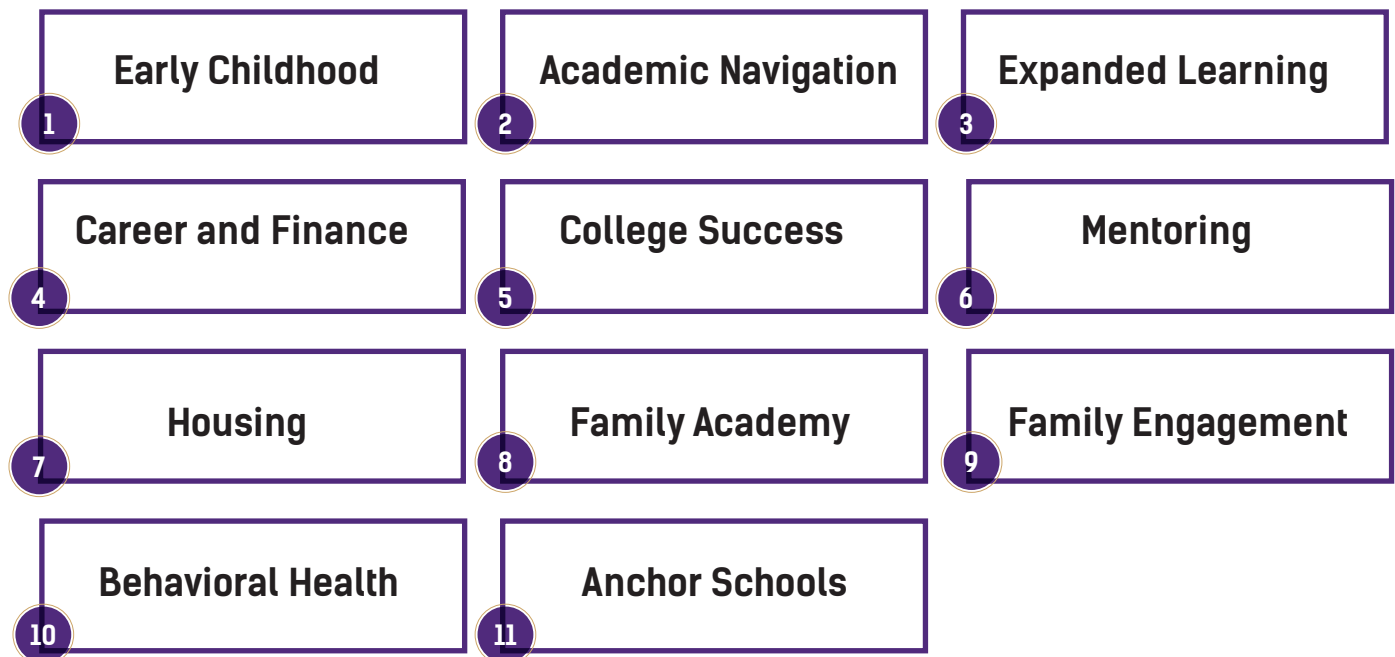 Early Childhood
1
Academic Navigation
2
Expanded Learning
3
Career and Finance
4
College Success
5
Mentoring
6
Housing
7
Family Academy
8
Family Engagement
9
Behavioral Health
10
Anchor Schools
11